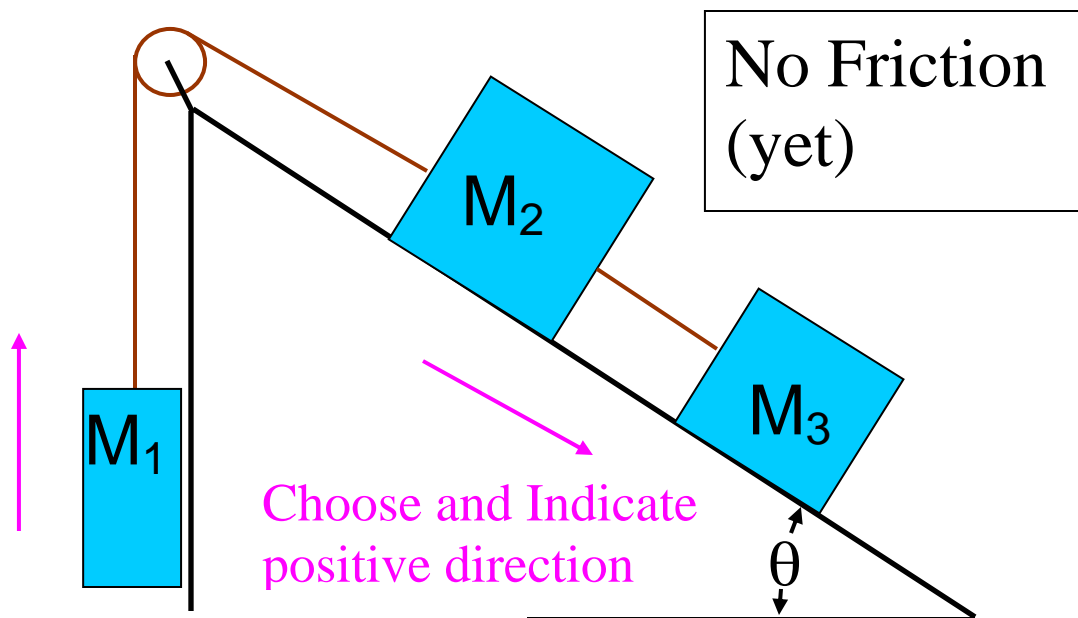 No Friction
(yet)
M₂
M₃
M₁
Choose and Indicate
positive direction
θ